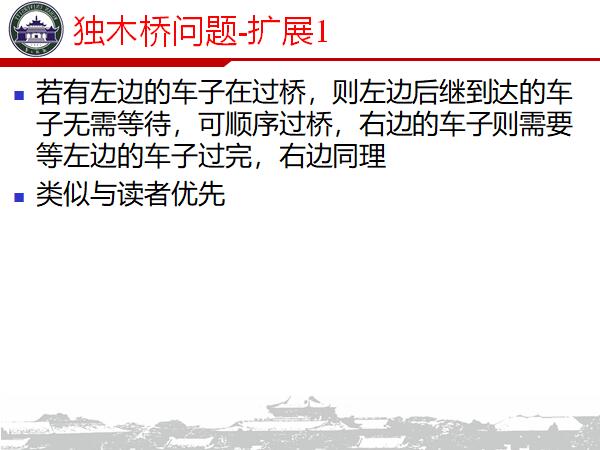 独木桥问题-扩展1
若有左边的车子在过桥，则左边后继到达的车
子无需等待，可顺序过桥，右边的车子则需要
等左边的车子过完，右边同理
类似与读者优先